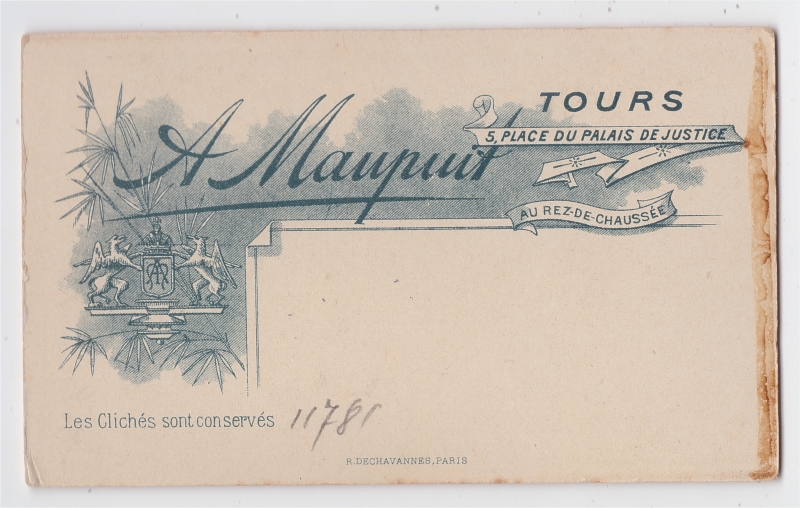 TOURS
A Maupuit
5, PLACE DU PALAIS DE JUSTICE
AU REZ-DE-CHAUSSÉE
Les Clichés sont conservés 11781
R. DECHAVANNES, PARIS